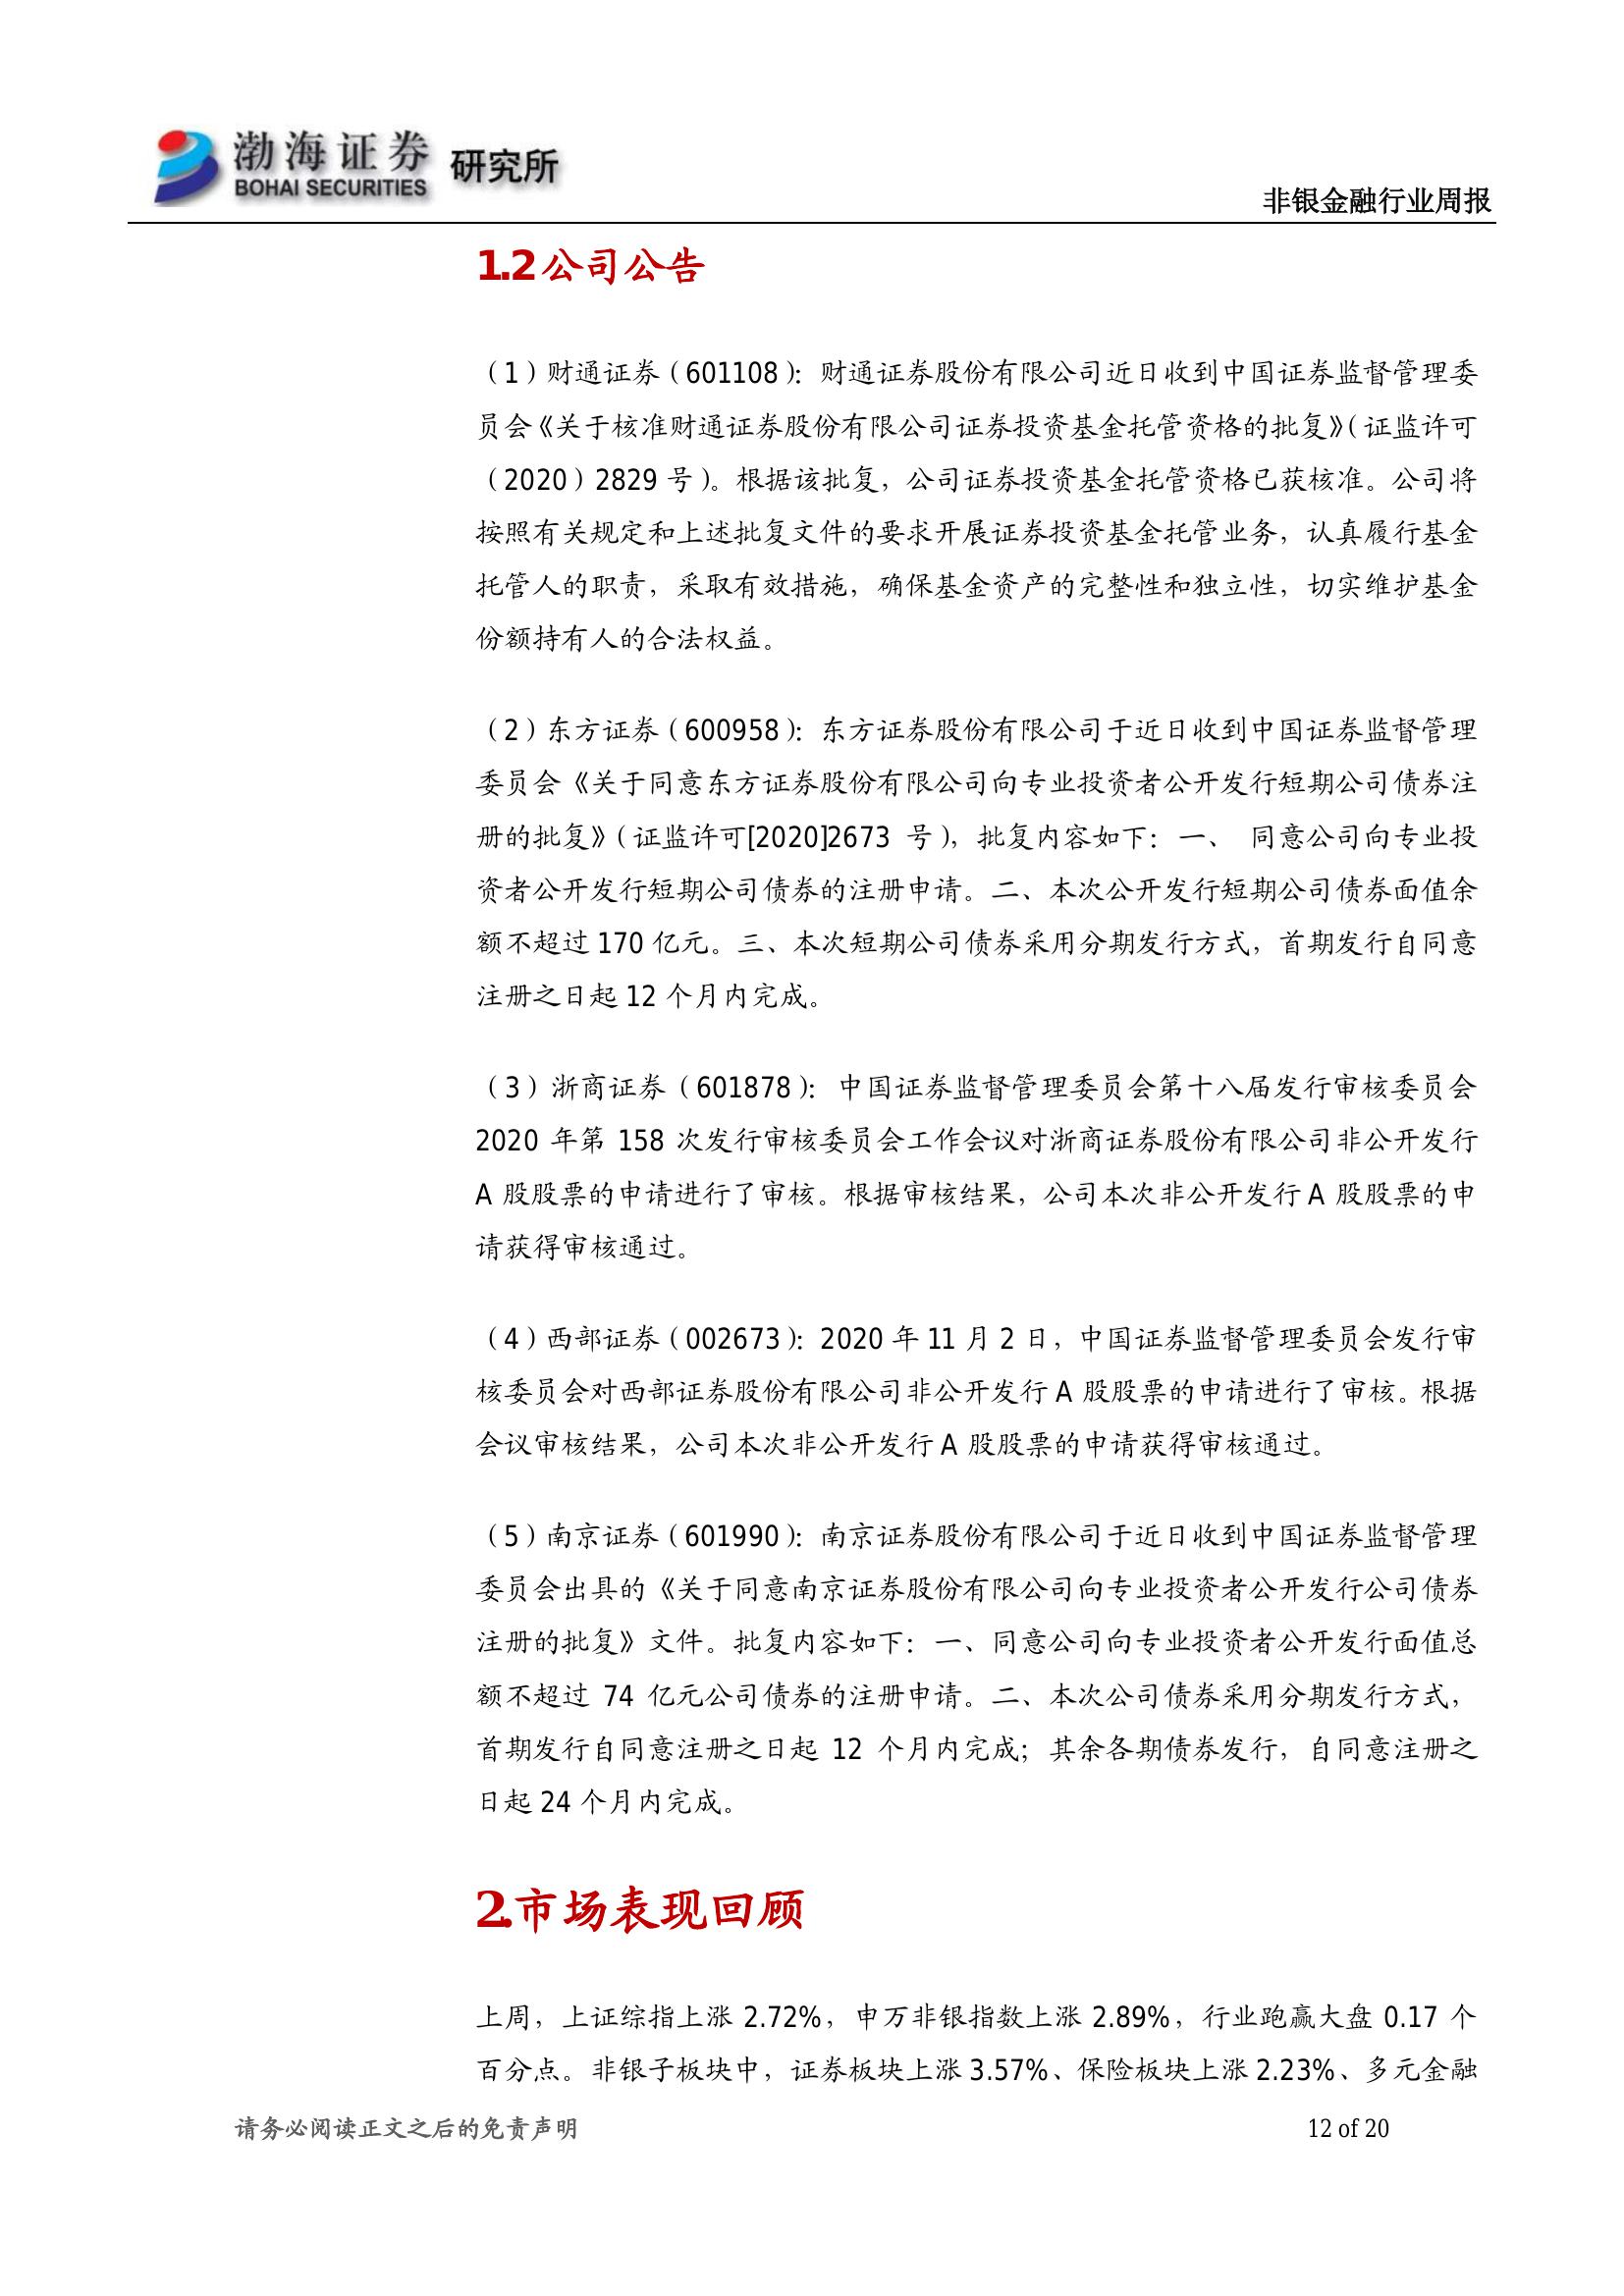 渤海证券 研究所
BOHAI SECURITIES
非银金融行业周报
1.2 公司公告
（1）财通证券（601108）：财通证券股份有限公司近日收到中国证券监督管理委
员会《关于核准财通证券股份有限公司证券投资基金托管资格的批复》（证监许可
（2020）2829 号）。根据该批复，公司证券投资基金托管资格已获核准。公司将
按照有关规定和上述批复文件的要求开展证券投资基金托管业务，认真履行基金
托管人的职责，采取有效措施，确保基金资产的完整性和独立性，切实维护基金
份额持有人的合法权益。
（2）东方证券（600958）：东方证券股份有限公司于近日收到中国证券监督管理
委员会《关于同意东方证券股份有限公司向专业投资者公开发行短期公司债券注
册的批复》（证监许可[2020]2673 号），批复内容如下：一、 同意公司向专业投
资者公开发行短期公司债券的注册申请。二、本次公开发行短期公司债券面值余
额不超过 170 亿元。三、本次短期公司债券采用分期发行方式，首期发行自同意
注册之日起 12 个月内完成。
（3）浙商证券（601878）：中国证券监督管理委员会第十八届发行审核委员会
2020 年第 158 次发行审核委员会工作会议对浙商证券股份有限公司非公开发行
A 股股票的申请进行了审核。根据审核结果，公司本次非公开发行 A 股股票的申
请获得审核通过。
（4）西部证券（002673）：2020 年 11 月 2 日，中国证券监督管理委员会发行审
核委员会对西部证券股份有限公司非公开发行 A 股股票的申请进行了审核。根据
会议审核结果，公司本次非公开发行 A 股股票的申请获得审核通过。
（5）南京证券（601990）：南京证券股份有限公司于近日收到中国证券监督管理
委员会出具的《关于同意南京证券股份有限公司向专业投资者公开发行公司债券
注册的批复》文件。批复内容如下：一、同意公司向专业投资者公开发行面值总
额不超过 74 亿元公司债券的注册申请。二、本次公司债券采用分期发行方式，
首期发行自同意注册之日起 12 个月内完成；其余各期债券发行，自同意注册之
日起 24 个月内完成。
2.市场表现回顾
上周，上证综指上涨 2.72%，申万非银指数上涨 2.89%，行业跑赢大盘 0.17 个
百分点。非银子板块中，证券板块上涨 3.57%、保险板块上涨 2.23%、多元金融
请务必阅读正文之后的免责声明
12 of 20